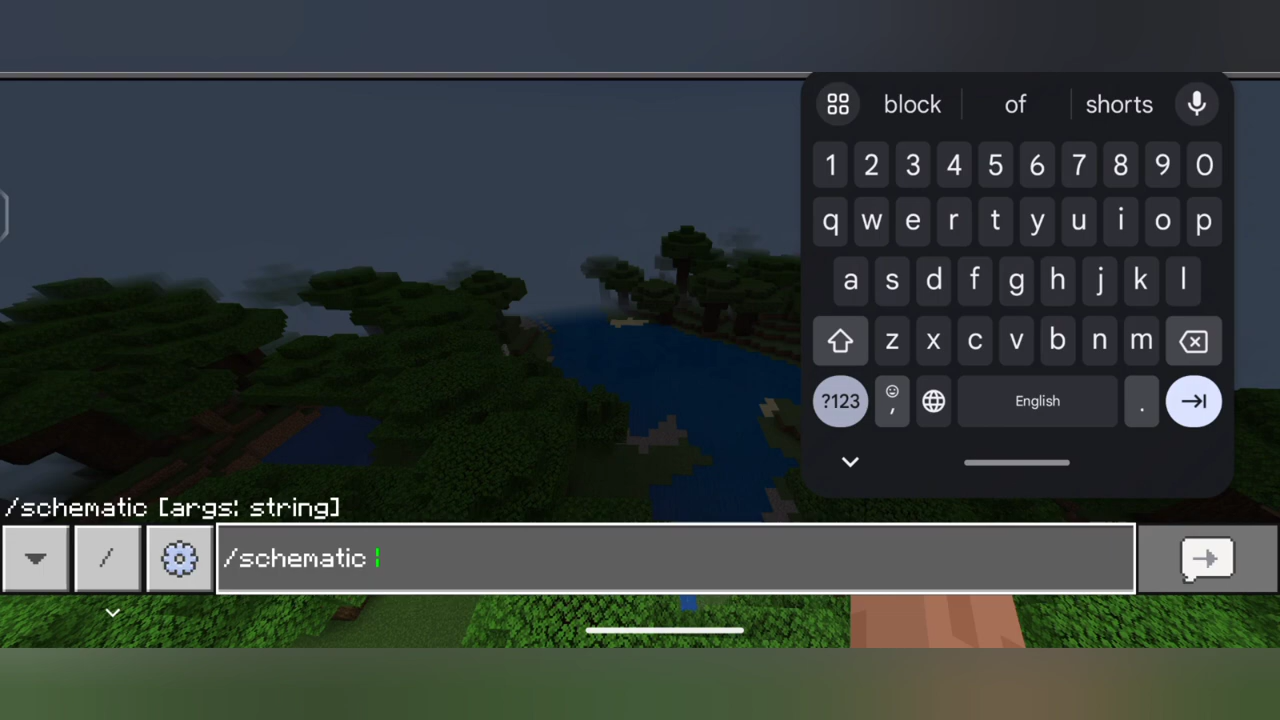 block of shorts
1 2 3 4 5 6 7 8 9 0
q w e r t y u i o p
a s d f g h j k l
z x c v b n m
?123 , English .
/schematic [args: string]
/ /schematic